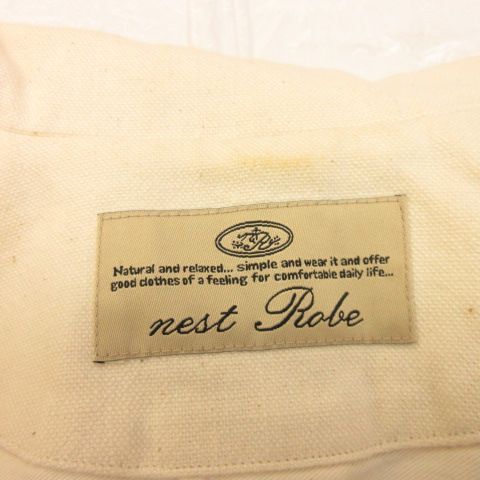 Natural and relaxed... simple and wear it and offer
good clothes of a feeling for comfortable daily life...
nest Robe